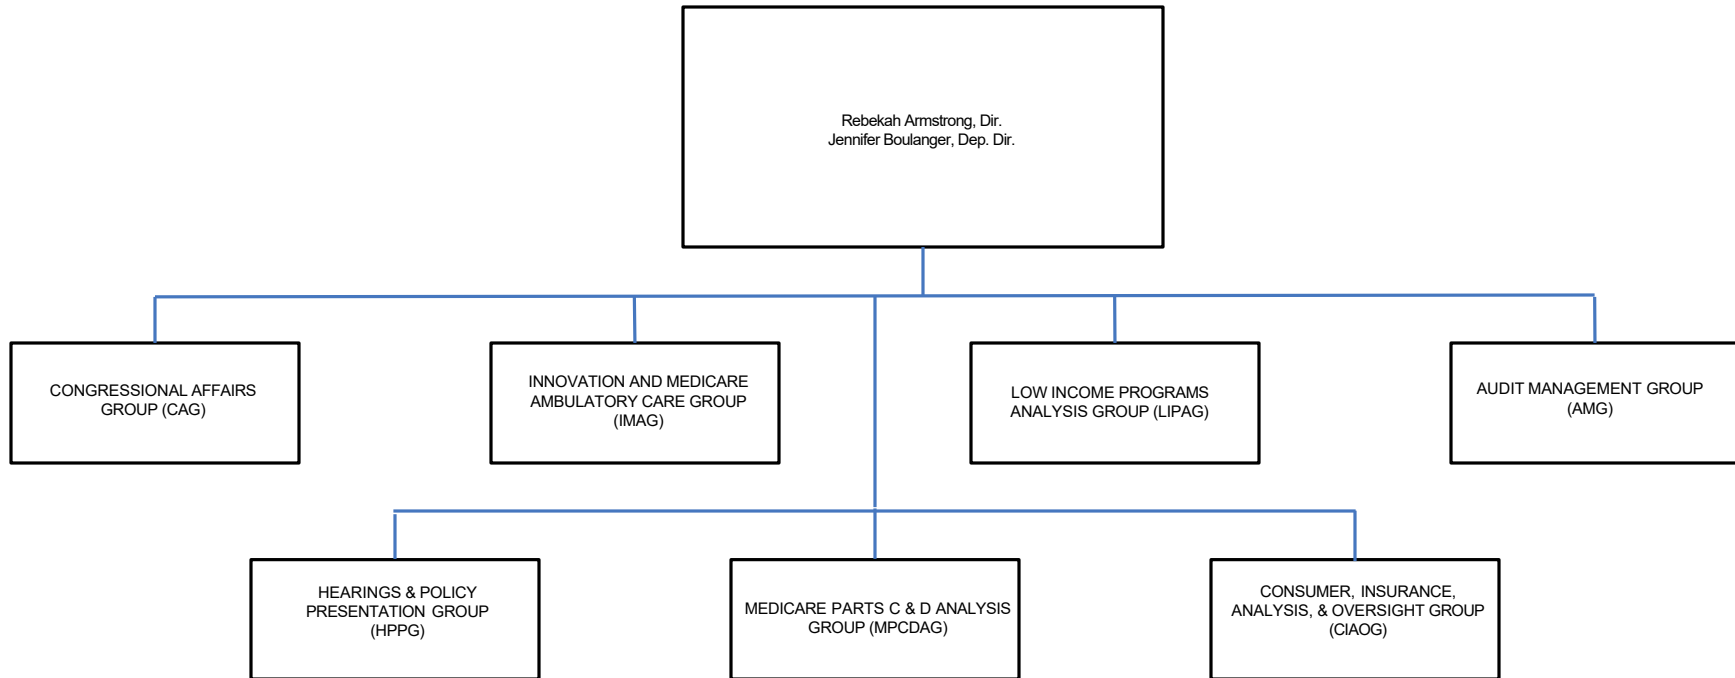 Rebekah Armstrong, Dir.
Jennifer Boulanger, Dep. Dir.
CONGRESSIONAL AFFAIRS
GROUP (CAG)
INNOVATION AND MEDICARE
AMBULATORY CARE GROUP
(IMAG)
LOW INCOME PROGRAMS
ANALYSIS GROUP (LIPAG)
AUDIT MANAGEMENT GROUP
(AMG)
HEARINGS & POLICY
PRESENTATION GROUP
(HPPG)
MEDICARE PARTS C & D ANALYSIS
GROUP (MPCDAG)
CONSUMER, INSURANCE,
ANALYSIS, & OVERSIGHT GROUP
(CIAOG)